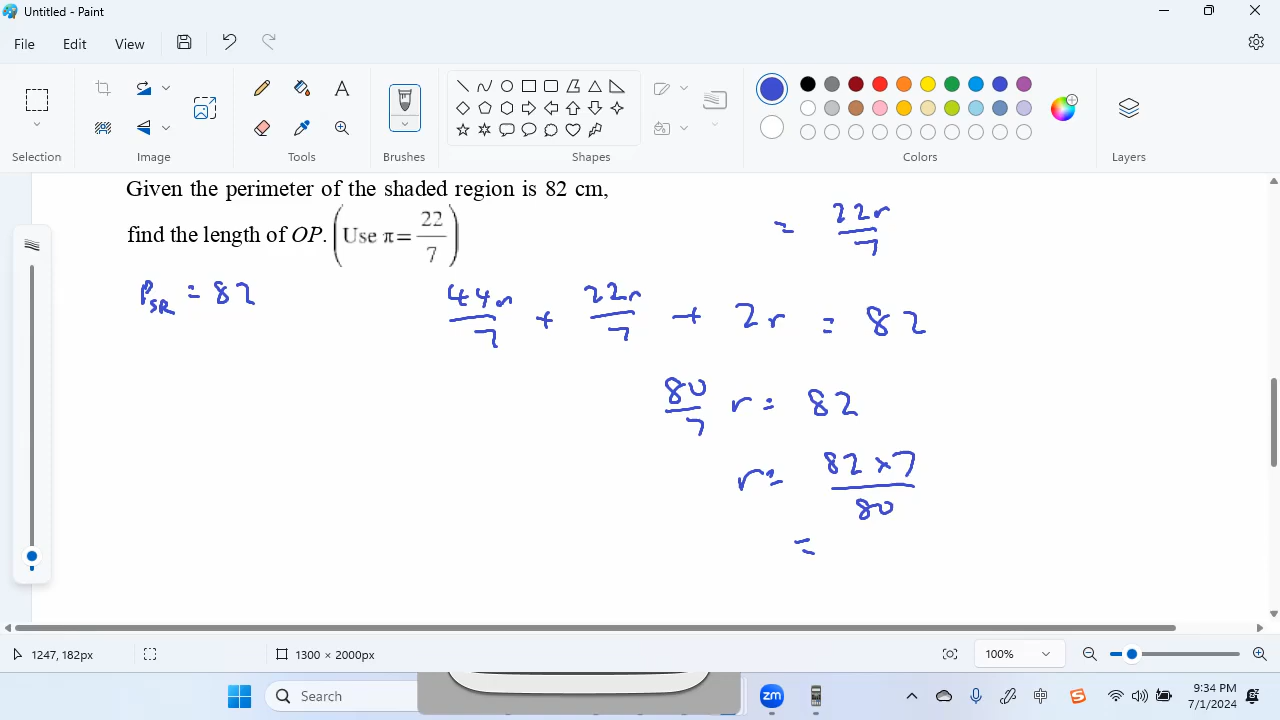 Untitled - Paint
File Edit View
Selection Image Tools Brushes Shapes Colors Layers
Given the perimeter of the shaded region is 82 cm,
find the length of OP. (Use π = 22/7)
= 22r/7
P_SR = 82
44r/7 + 22r/7 + 2r = 82
80/7 r = 82
r = 82 × 7/80
=
1247, 182px 1300 × 2000px 100%
Search zm 中 S 9:34 PM
7/1/2024